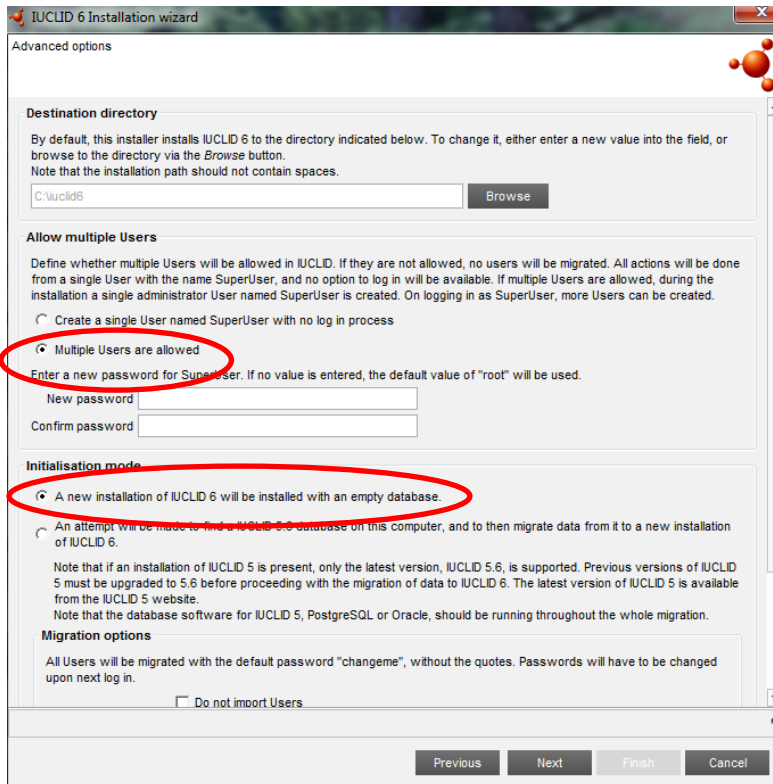 IUCLID 6 Installation wizard
Advanced options
Destination directory
By default, this installer installs IUCLID 6 to the directory indicated below. To change it, either enter a new value into the field, or
browse to the directory via the Browse button.
Note that the installation path should not contain spaces.
C:\iuclid6
Browse
Allow multiple Users
Define whether multiple Users will be allowed in IUCLID. If they are not allowed, no users will be migrated. All actions will be done
from a single User with the name SuperUser, and no option to log in will be available. If multiple Users are allowed, during the
installation a single administrator User named SuperUser is created. On logging in as SuperUser, more Users can be created.
Create a single User named SuperUser with no log in process
Multiple Users are allowed
Enter a new password for SuperUser. If no value is entered, the default value of "root" will be used.
New password
Confirm password
Initialisation mode
A new installation of IUCLID 6 will be installed with an empty database.
An attempt will be made to find a IUCLID 5.6 database on this computer, and to then migrate data from it to a new installation
of IUCLID 6.
Note that if an installation of IUCLID 5 is present, only the latest version, IUCLID 5.6, is supported. Previous versions of IUCLID
5 must be upgraded to 5.6 before proceeding with the migration of data to IUCLID 6. The latest version of IUCLID 5 is available
from the IUCLID 5 website.
Note that the database software for IUCLID 5, PostgreSQL or Oracle, should be running throughout the whole migration.
Migration options
All Users will be migrated with the default password "changeme", without the quotes. Passwords will have to be changed
upon next log in.
Do not import Users
Previous
Next
Finish
Cancel